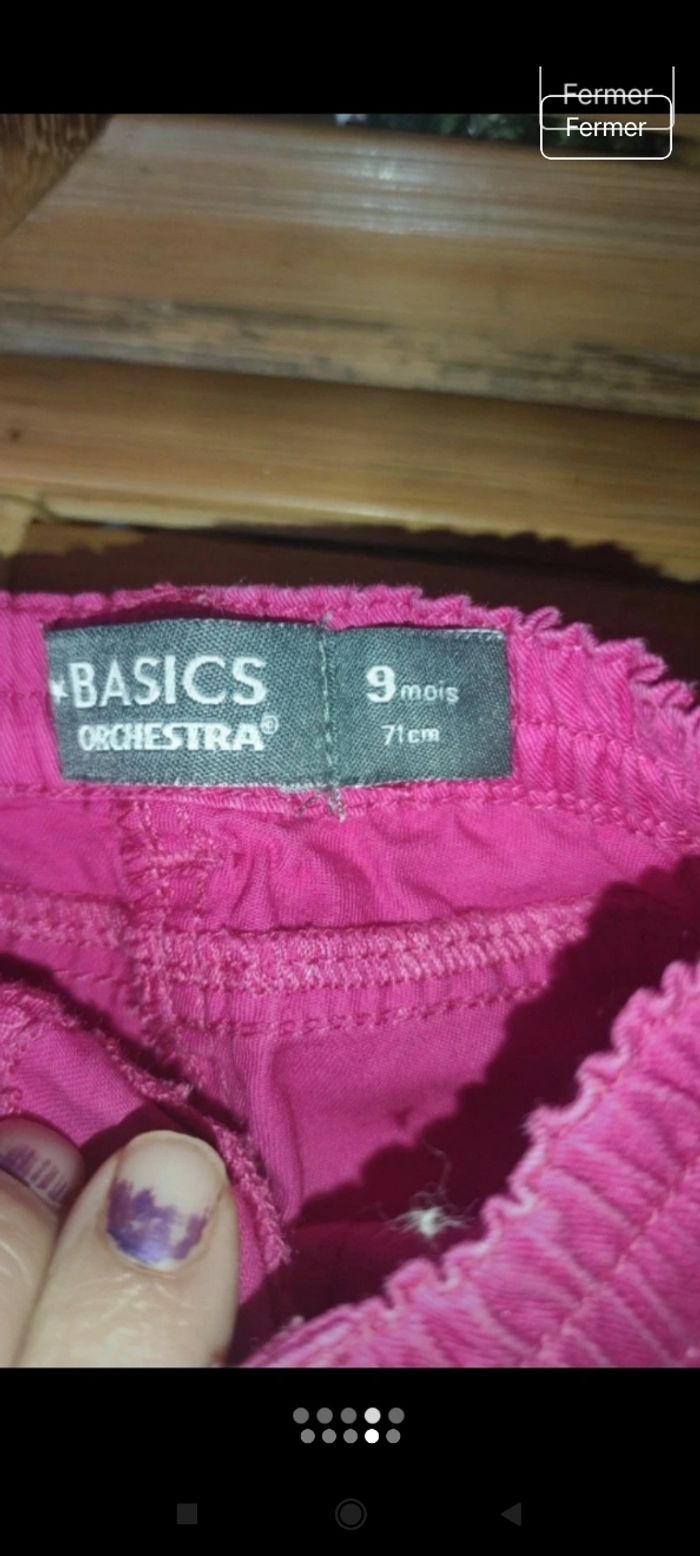 Fermer
Fermer
BASICS
ORCHESTRA®
9 mois
71cm